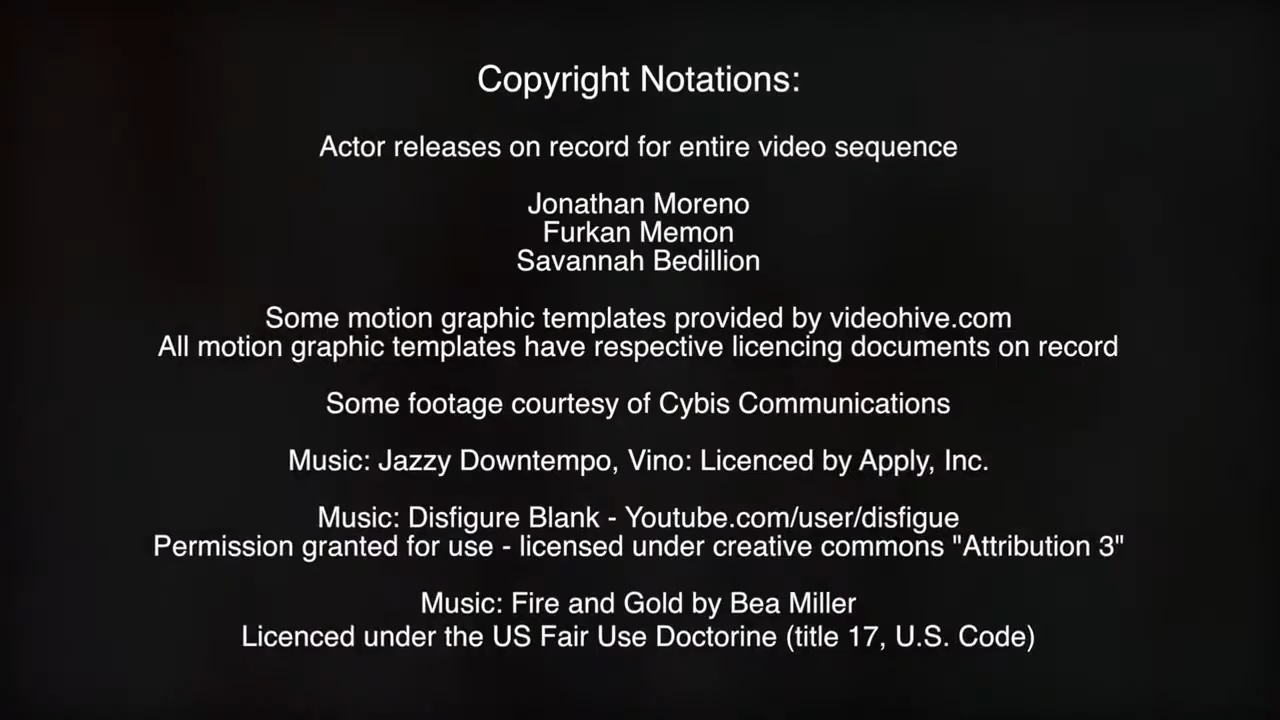 Copyright Notations:
Actor releases on record for entire video sequence
Jonathan Moreno
Furkan Memon
Savannah Bedillion
Some motion graphic templates provided by videohive.com
All motion graphic templates have respective licencing documents on record
Some footage courtesy of Cybis Communications
Music: Jazzy Downtempo, Vino: Licenced by Apply, Inc.
Music: Disfigure Blank - Youtube.com/user/disfigue
Permission granted for use - licensed under creative commons "Attribution 3"
Music: Fire and Gold by Bea Miller
Licenced under the US Fair Use Doctorine (title 17, U.S. Code)